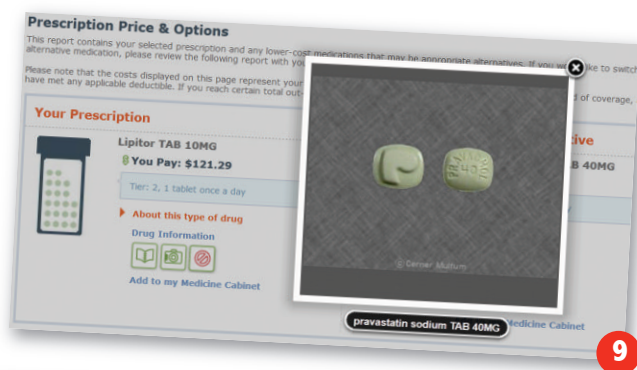 Prescription Price & Options
This report contains your selected prescription and any lower-cost medications that may be appropriate alternatives. If you like to switch
alternative medication, please review the following report with
Please note that the costs displayed on this page represent your d of coverage,
have met any applicable deductible. If you reach certain total out-
Your Prescription
Lipitor TAB 10MG
You Pay: $121.29
Tier: 2, 1 tablet once a day
About this type of drug
Drug Information
Add to my Medicine Cabinet
tive
B 40MG
© Cerner Multum
pravastatin sodium TAB 40MG
Medicine Cabinet
9